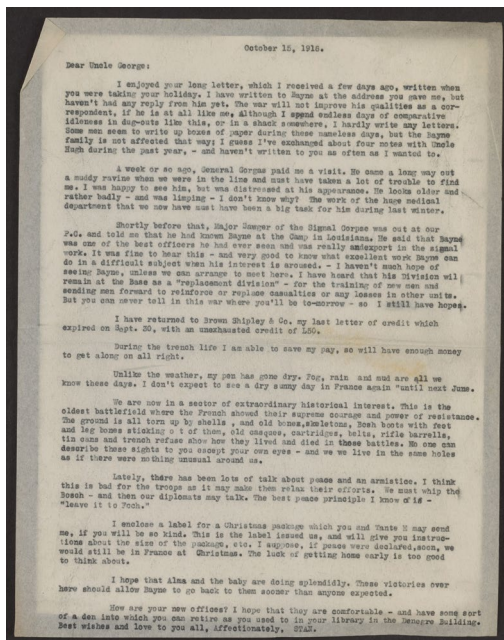 October 15, 1918.
Dear Uncle George:
I enjoyed your long letter, which I received a few days ago, written when
you were taking your holiday. I have written to Bayne at the address you gave me, but
haven't had any reply from him yet. The war will not improve his qualities as a cor-
respondent, if he is at all like me. Although I spend endless days of comparative
idleness in dug-outs like this, or in a shack somewhere, I hardly write any letters.
Some men seem to write up boxes of paper during these nameless days, but the Bayne
family is not affected that way; I guess I've exchanged about four notes with Uncle
Hugh during the past year, - and haven't written to you as often as I wanted to.
A week or so ago, General Gorgas paid me a visit. He came a long way out
a muddy ravine when we were in the line and must have taken a lot of trouble to find
me. I was happy to see him, but was distressed at his appearance. He looks older and
rather badly - and was limping - I don't know why? The work of the huge medical
department that we now have must have been a big task for him during last winter.
Shortly before that, Major Sawger of the Signal Corpse was out at our
P.C. and told me that he had known Bayne at the Camp in Louisiana. He said that Bayne
was one of the best officers he had ever seen and was really an export in the signal
work. It was fine to hear this - and very good to know what excellent work Bayne can
do in a difficult subject when his interest is aroused. - I haven't much hope of
seeing Bayne, unless we can arrange to meet here. I have heard that his Division will
remain at the Base as a "replacement division" - for the training of new men and
sending men forward to reinforce or replace casualties or any losses in other units.
But you can never tell in this war where you'll be to-morrow - so I still have hopes.
I have returned to Brown Shipley & Co. my last letter of credit which
expired on Sept. 30, with an unexhausted credit of L50.
During the trench life I am able to save my pay, so will have enough money
to get along on all right.
Unlike the weather, my pen has gone dry. Fog, rain and mud are all we
know these days. I don't expect to see a dry sunny day in France again "until next June.
We are now in a sector of extraordinary historical interest. This is the
oldest battlefield where the French showed their supreme courage and power of resistance.
The ground is all torn up by shells , and old bones,skeletons, Bosh boots with feet
and leg bones sticking o t of them, old casques, cartridges, belts, rifle barrells,
tin cans and trench refuse show how they lived and died in those battles. No one can
describe these sights to you except your own eyes - and we live in the same holes
as if there were nothing unusual around us.
Lately, there has been lots of talk about peace and an armistice. I think
this is bad for the troops as it may make them relax their efforts. We must whip the
Bosch - and then our diplomats may talk. The best peace principle I know of is -
"leave it to Foch."
I enclose a label for a Christmas package which you and Tante M may send
me, if you will be so kind. This label issued us, and will give you instruc-
tions about the size of the package, etc. I suppose, if peace were declared,soon, we
would still be in France at Christmas. The luck of getting home early is too good
to think about.
I hope that Alma and the baby are doing splendidly. These victories over
here should allow Bayne to go back to them sooner than anyone expected.
How are your new offices? I hope that they are comfortable - and have some sort
of a den into which you can retire as you used to in your library in the Denegre Building.
Best wishes and love to you all, Affectionately, STAR.